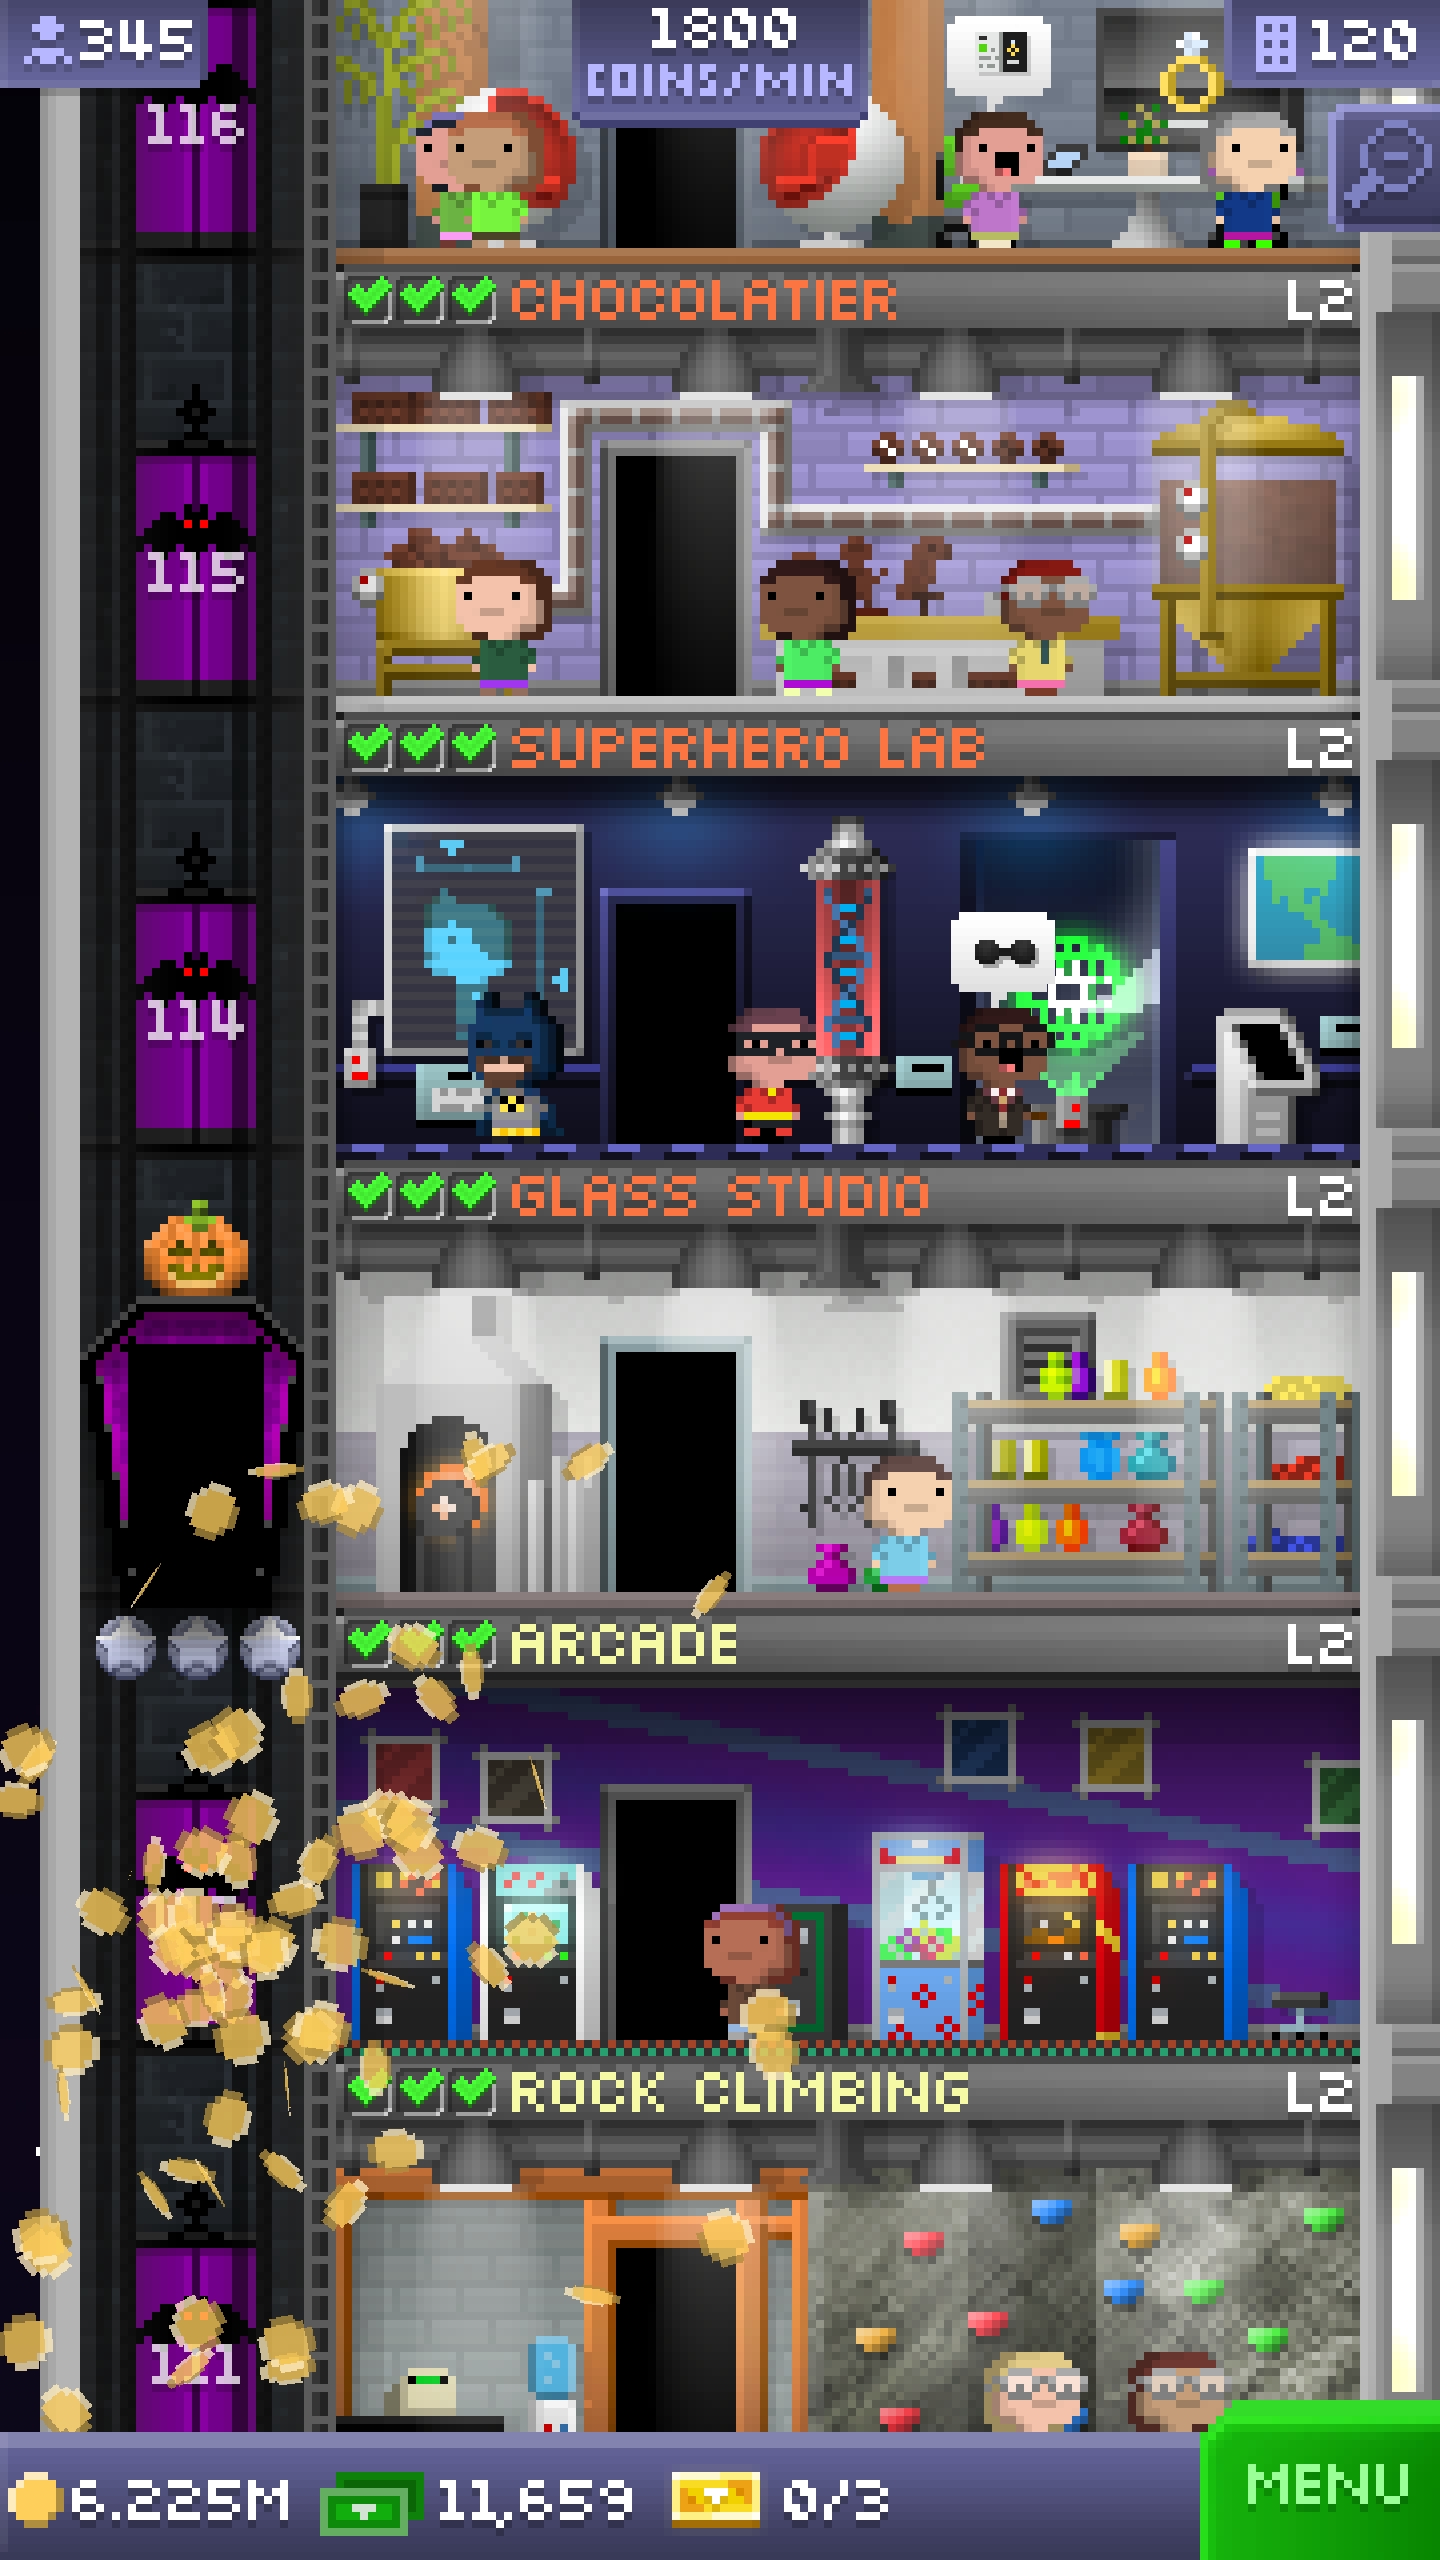 345
1800
COINS/MIN
120
116
CHOCOLATIER L2
115
SUPERHERO LAB L2
114
GLASS STUDIO L2
ARCADE L2
ROCK CLIMBING L2
6.225M 11,659 0/3
MENU